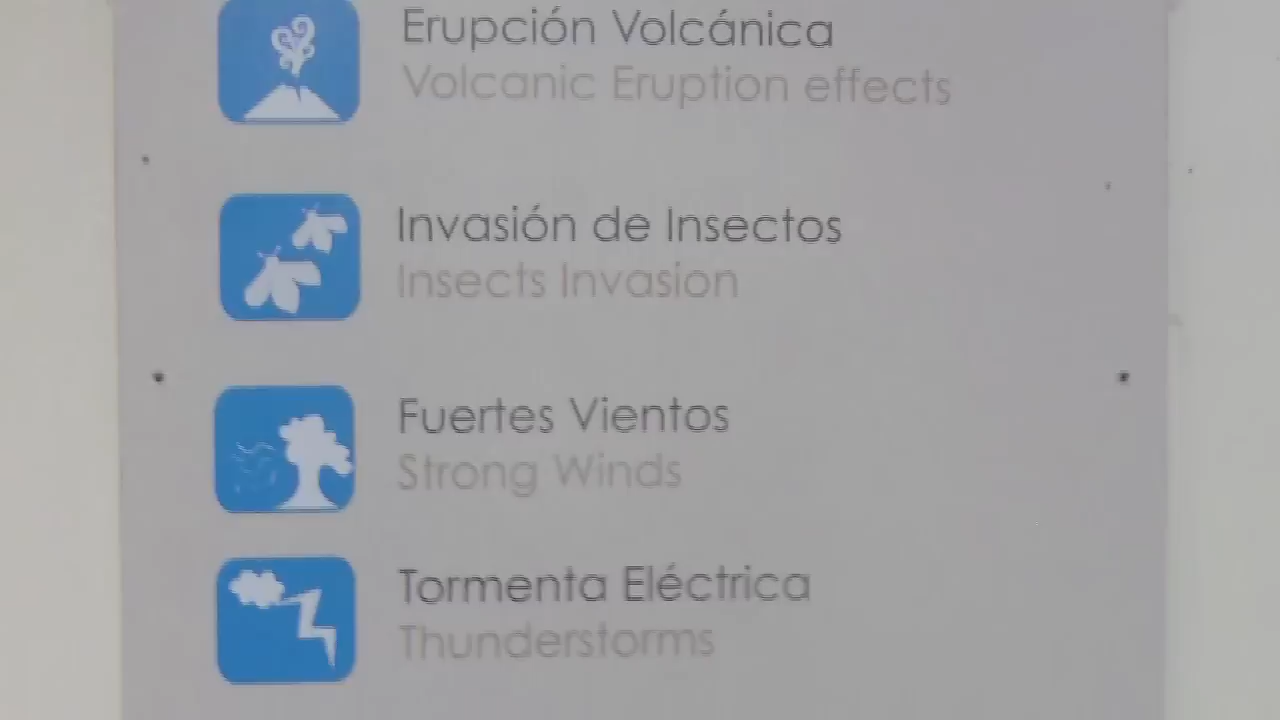 Erupción Volcánica
Volcanic Eruption effects
Invasión de Insectos
Insects Invasion
Fuertes Vientos
Strong Winds
Tormenta Eléctrica
Thunderstorms